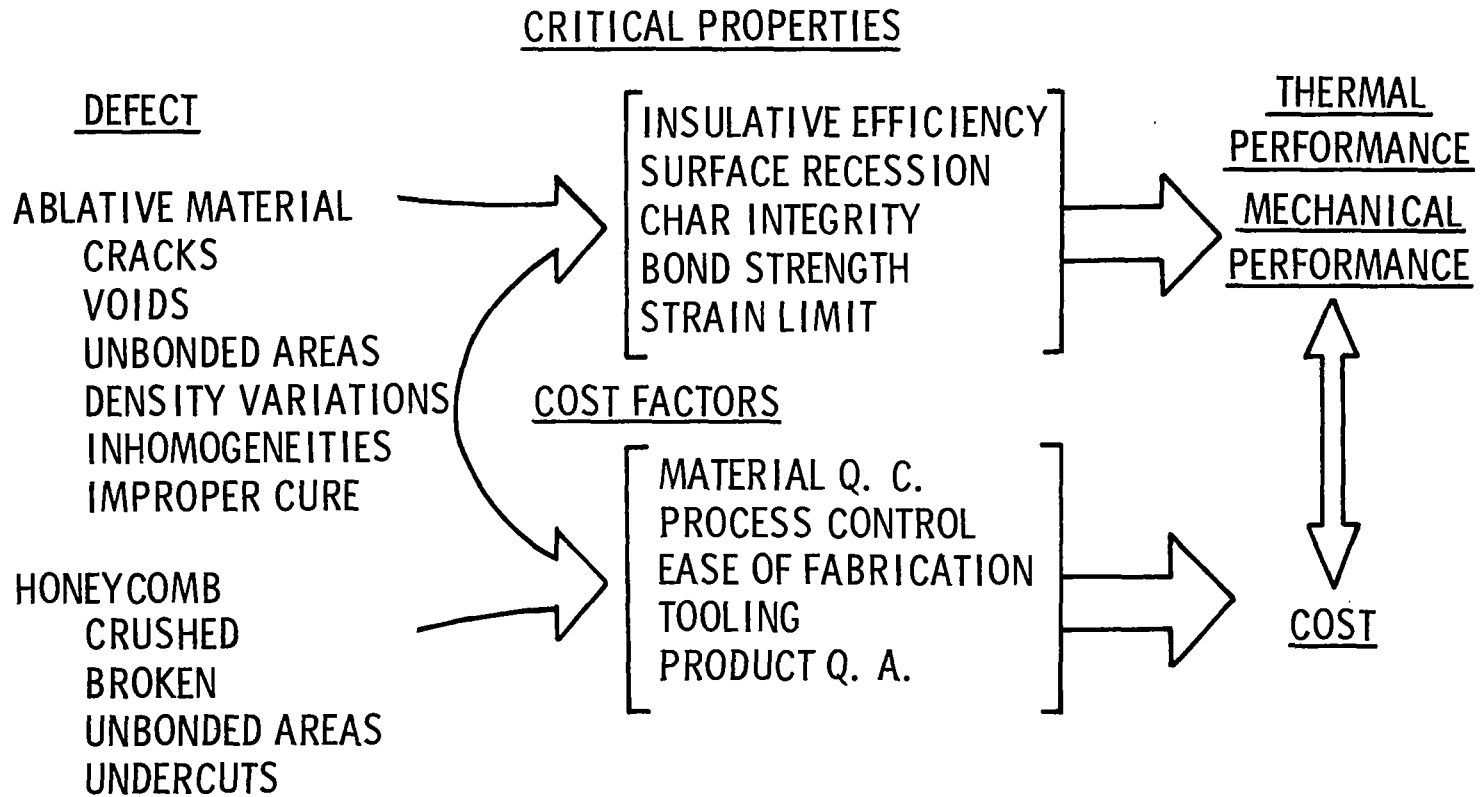 CRITICAL PROPERTIES
DEFECT
ABLATIVE MATERIAL
CRACKS
VOIDS
UNBONDED AREAS
DENSITY VARIATIONS
INHOMOGENEITIES
IMPROPER CURE
HONEYCOMB
CRUSHED
BROKEN
UNBONDED AREAS
UNDERCUTS
INSULATIVE EFFICIENCY
SURFACE RECESSION
CHAR INTEGRITY
BOND STRENGTH
STRAIN LIMIT
COST FACTORS
MATERIAL Q. C.
PROCESS CONTROL
EASE OF FABRICATION
TOOLING
PRODUCT Q. A.
THERMAL
PERFORMANCE
MECHANICAL
PERFORMANCE
COST